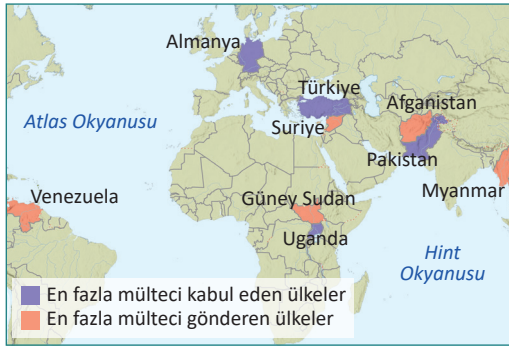 Almanya
Türkiye
Afganistan
Atlas Okyanusu
Suriye
Pakistan
Venezuela
Güney Sudan
Myanmar
Uganda
Hint
Okyanusu
En fazla mülteci kabul eden ülkeler
En fazla mülteci gönderen ülkeler